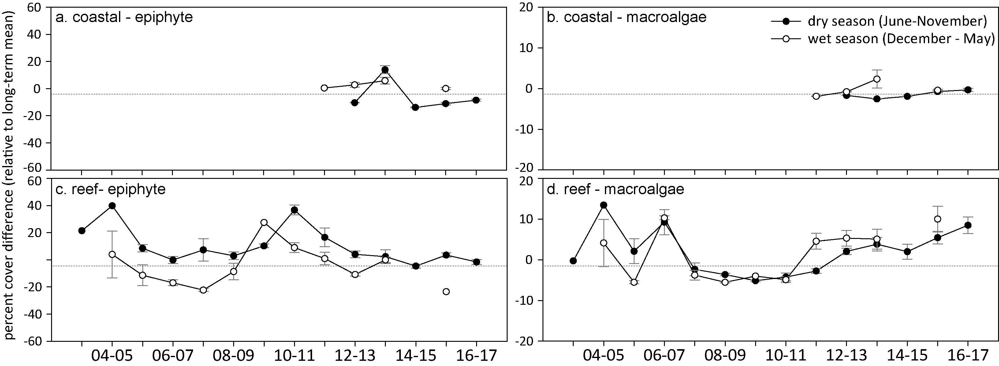 percent cover difference (relative to long-term mean)
60
40
20
0
-20
-40
-60
a. coastal - epiphyte
20
10
0
-10
-20
b. coastal - macroalgae
dry season (June-November)
wet season (December - May)
60
40
20
-20
-40
-60
c. reef- epiphyte
04-05 06-07 08-09 10-11 12-13 14-15 16-17
20
10
0
-10
-20
d. reef - macroalgae
04-05 06-07 08-09 10-11 12-13 14-15 16-17